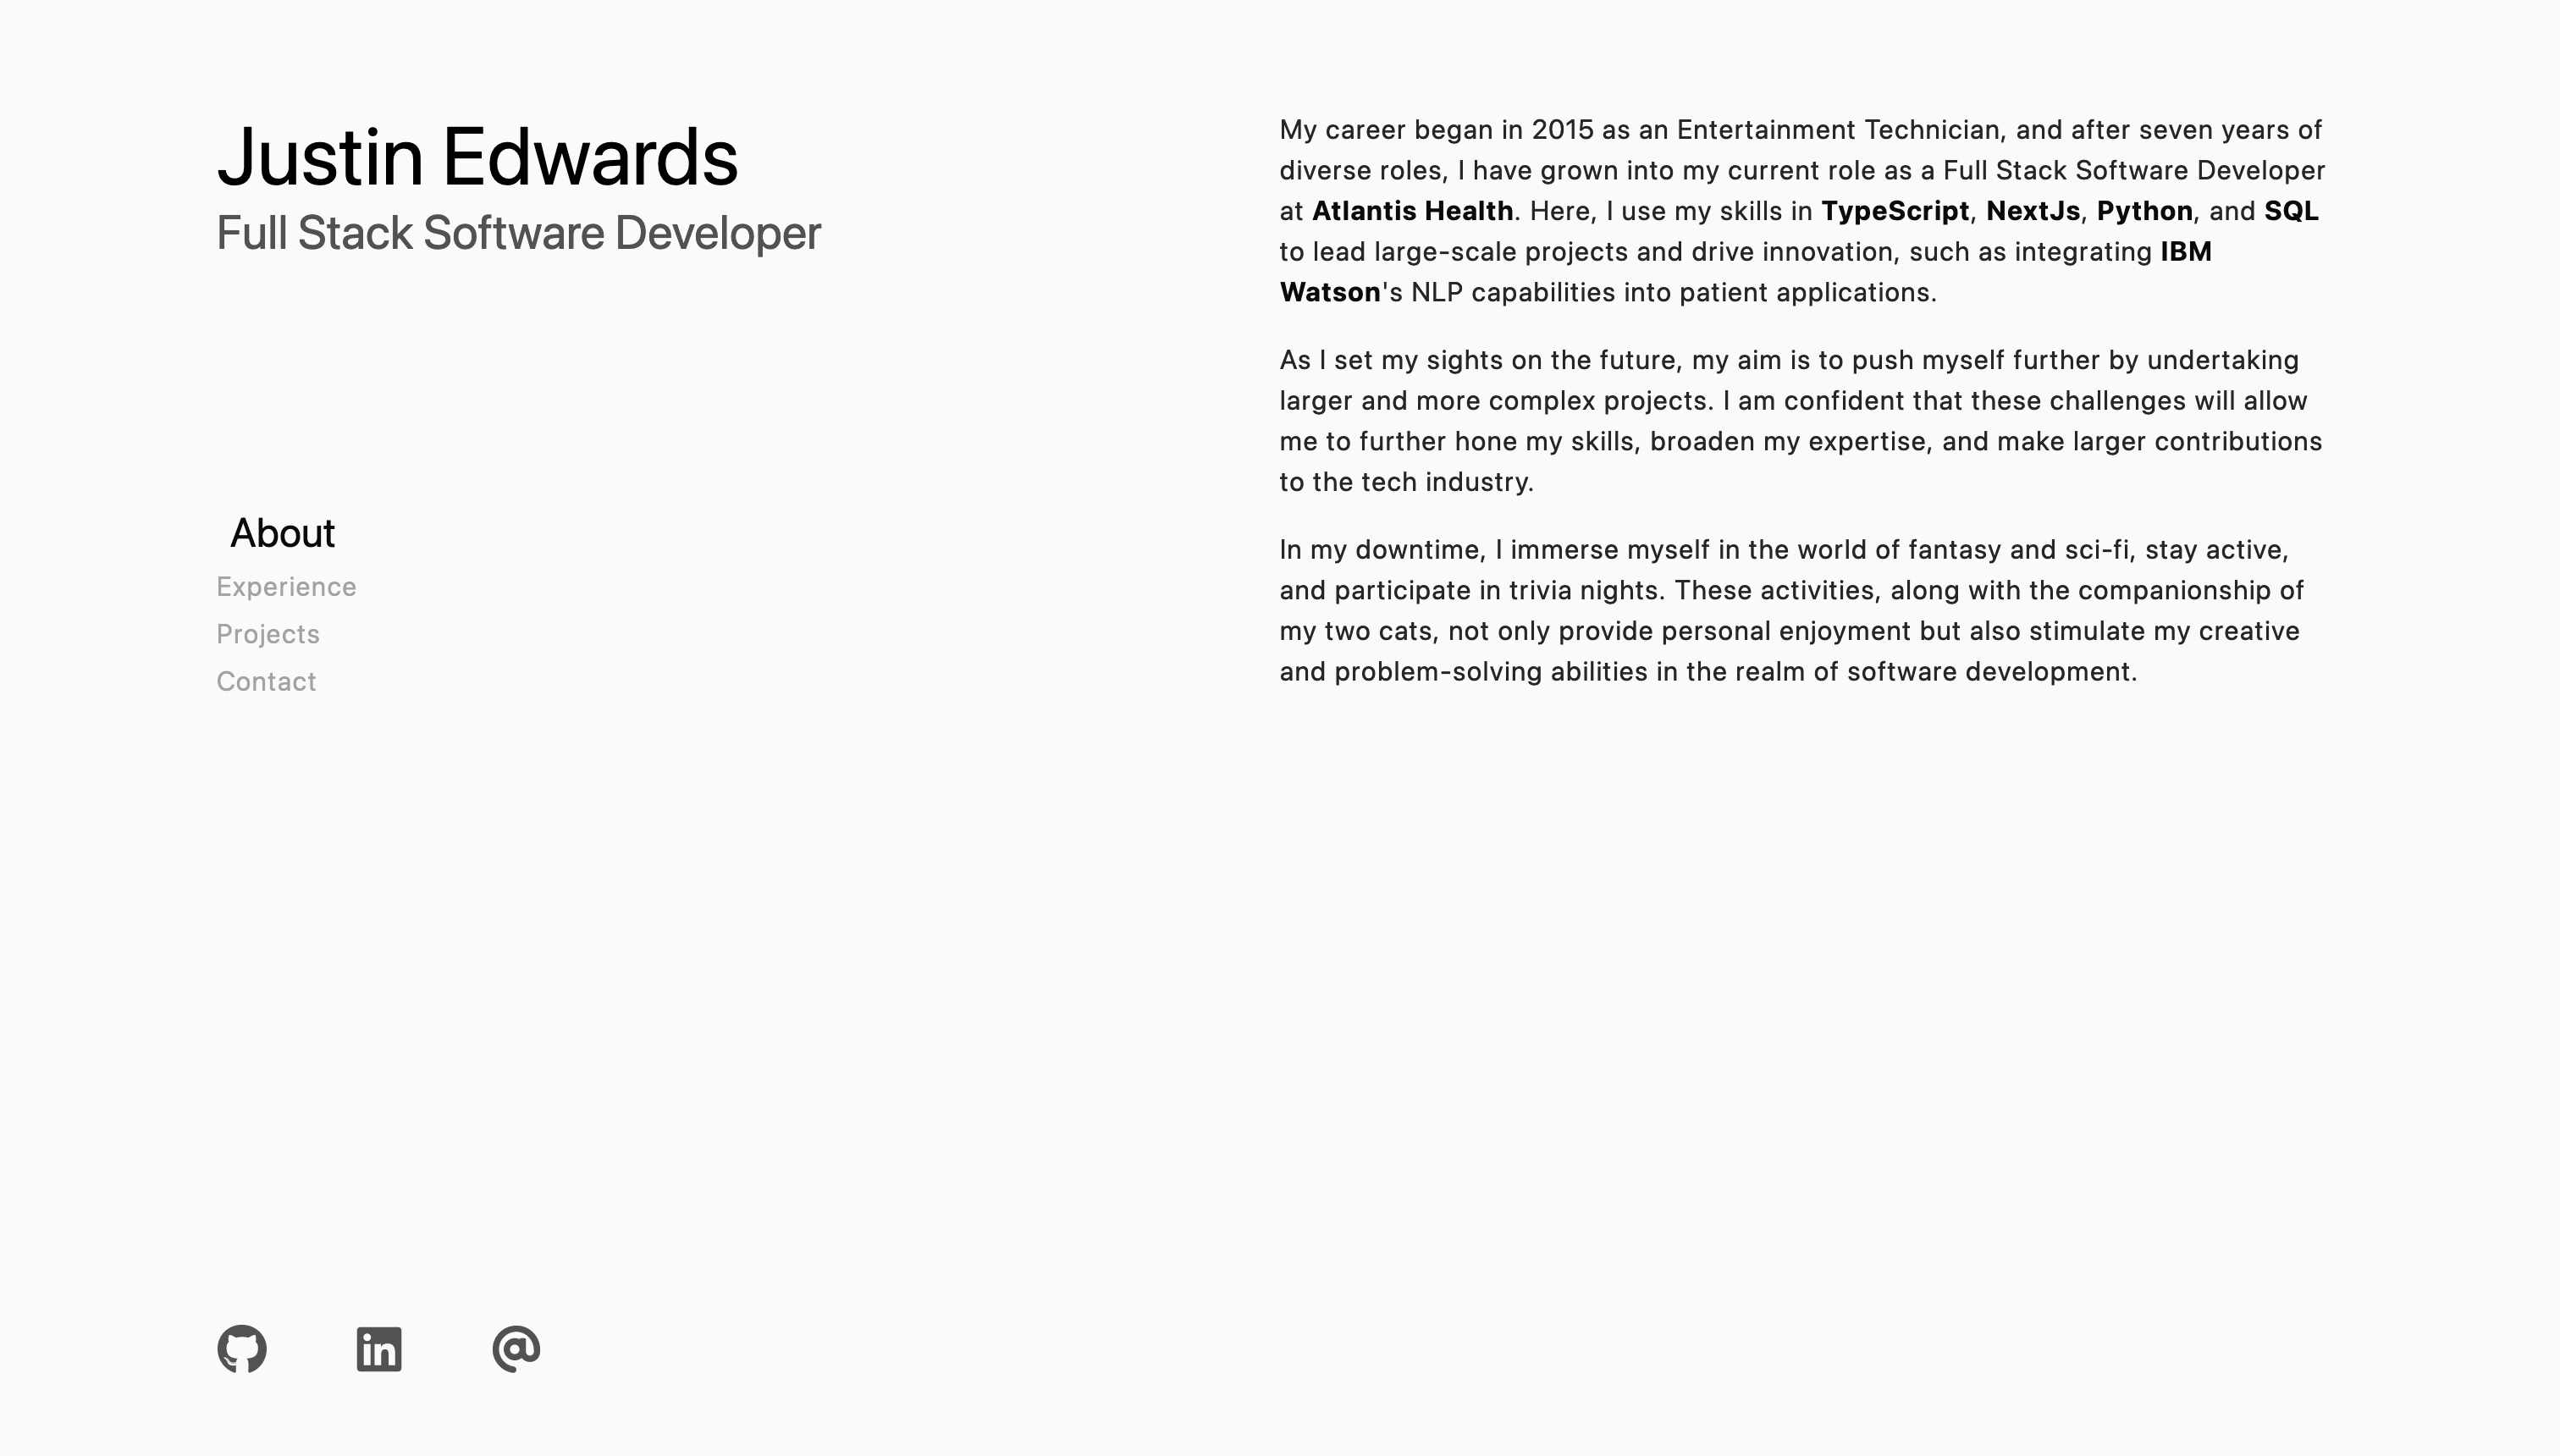 Justin Edwards
Full Stack Software Developer
About
Experience
Projects
Contact
My career began in 2015 as an Entertainment Technician, and after seven years of
diverse roles, I have grown into my current role as a Full Stack Software Developer
at Atlantis Health. Here, I use my skills in TypeScript, NextJs, Python, and SQL
to lead large-scale projects and drive innovation, such as integrating IBM
Watson's NLP capabilities into patient applications.
As I set my sights on the future, my aim is to push myself further by undertaking
larger and more complex projects. I am confident that these challenges will allow
me to further hone my skills, broaden my expertise, and make larger contributions
to the tech industry.
In my downtime, I immerse myself in the world of fantasy and sci-fi, stay active,
and participate in trivia nights. These activities, along with the companionship of
my two cats, not only provide personal enjoyment but also stimulate my creative
and problem-solving abilities in the realm of software development.
in
@